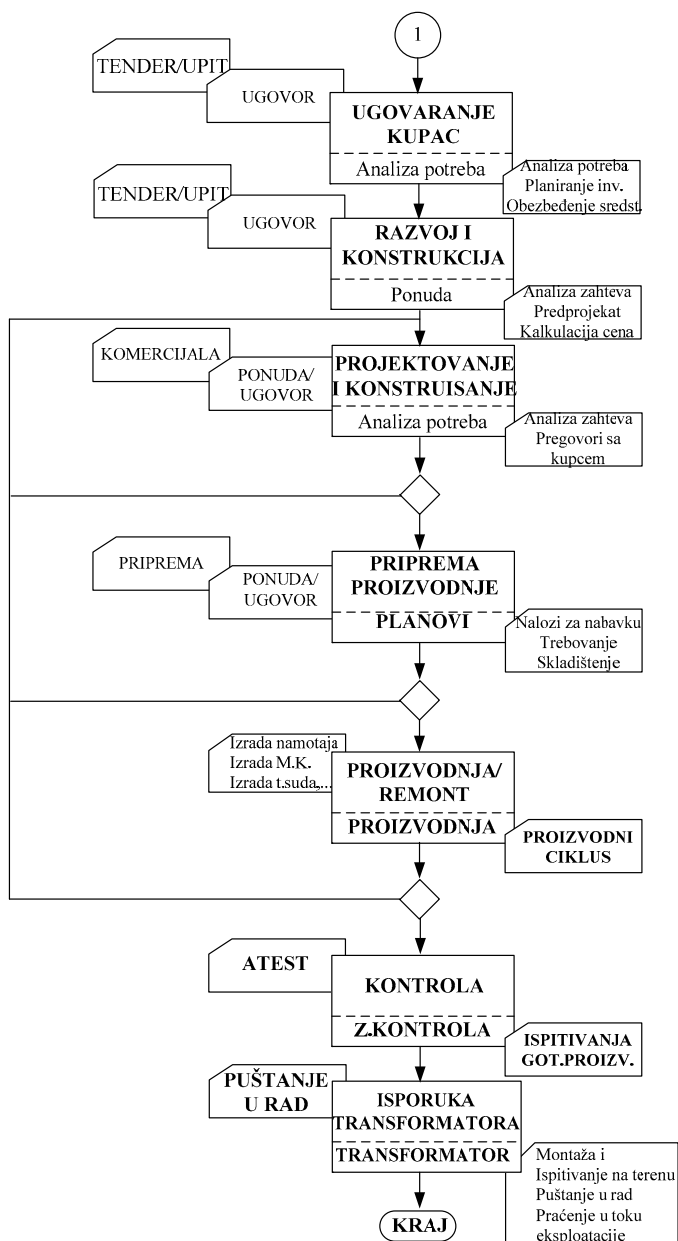 1
TENDER/UPIT
UGOVOR
UGOVARANJE
KUPAC
Analiza potreba
Analiza potreba
Planiranje inv.
Obezbeđenje sredst.
TENDER/UPIT
UGOVOR
RAZVOJ I
KONSTRUKCIJA
Ponuda
Analiza zahteva
Predprojekat
Kalkulacija cena
KOMERCIJALA
PONUDA/
UGOVOR
PROJEKTOVANJE
I KONSTRUISANJE
Analiza potreba
Analiza zahteva
Pregovori sa
kupcem
PRIPREMA
PONUDA/
UGOVOR
PRIPREMA
PROIZVODNJE
PLANOVI
Nalozi za nabavku
Trebovanje
Skladištenje
Izrada namotaja
Izrada M.K.
Izrada t.suda,...
PROIZVODNJA/
REMONT
PROIZVODNJA
PROIZVODNI
CIKLUS
ATEST
KONTROLA
Z.KONTROLA
ISPITIVANJA
GOT.PROIZV.
PUŠTANJE
U RAD
ISPORUKA
TRANSFORMATORA
TRANSFORMATOR
Montaža i
Ispitivanje na terenu
Puštanje u rad
Praćenje u toku
eksploatacije
KRAJ